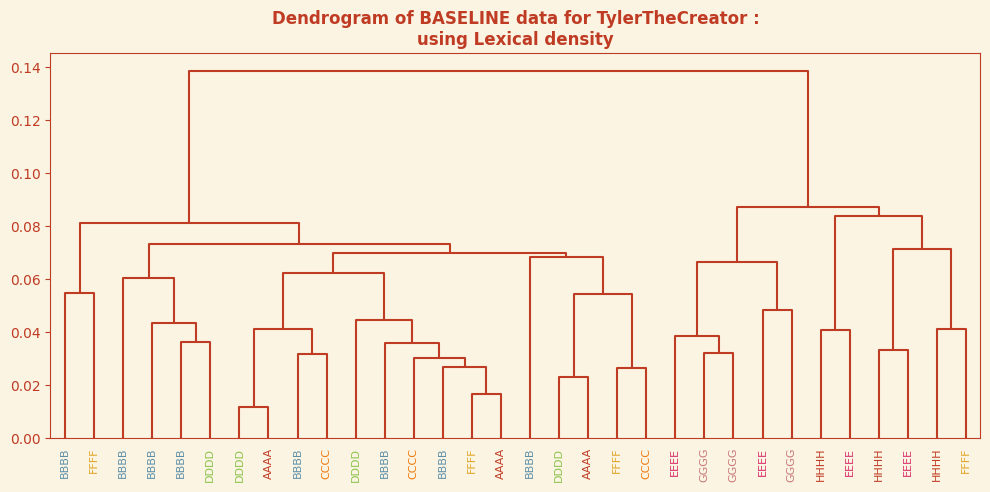 Dendrogram of BASELINE data for TylerTheCreator :
using Lexical density
0.14
0.12
0.10
0.08
0.06
0.04
0.02
0.00
BBBB
FFFF
BBBB
BBBB
BBBB
DDDD
DDDD
AAAA
BBBB
CCCC
DDDD
BBBB
CCCC
BBBB
FFFF
AAAA
BBBB
DDDD
AAAA
FFFF
CCCC
EEEE
GGGG
GGGG
EEEE
GGGG
HHHH
EEEE
HHHH
EEEE
HHHH
FFFF